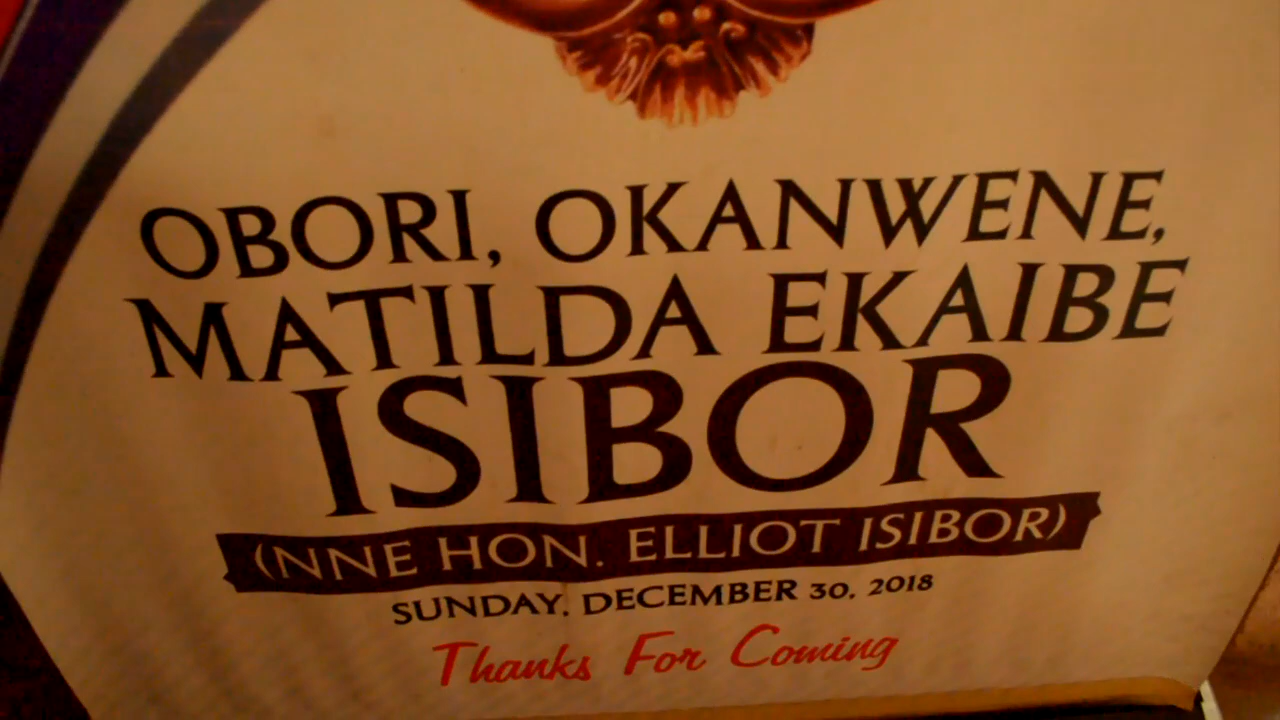 OBORI, OKANWENE,
MATILDA EKAIBE
ISIBOR
(NNE HON. ELLIOT ISIBOR)
SUNDAY, DECEMBER 30, 2018
Thanks For Coming